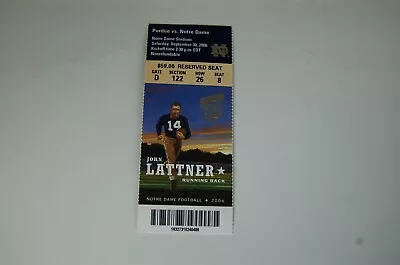 Purdue vs. Notre Dame
Notre Dame Stadium
Saturday, September 30, 2006
Kickoff time 2:30 p.m. EDT
Nonrefundable
$59.00 RESERVED SEAT
GATE SECTION ROW SEAT
D 122 26 8
14
JOHN
LATTNER
RUNNING BACK
NOTRE DAME FOOTBALL 2006